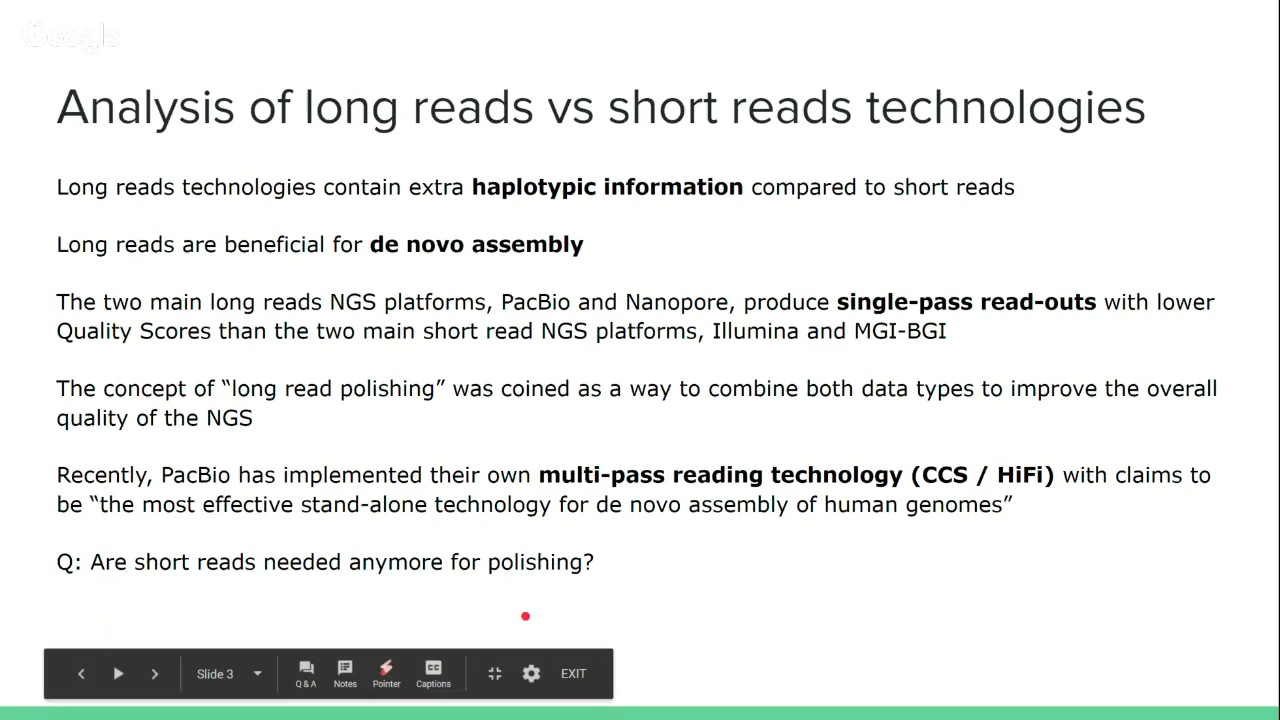 Google
Analysis of long reads vs short reads technologies
Long reads technologies contain extra haplotypic information compared to short reads
Long reads are beneficial for de novo assembly
The two main long reads NGS platforms, PacBio and Nanopore, produce single-pass read-outs with lower
Quality Scores than the two main short read NGS platforms, Illumina and MGI-BGI
The concept of “long read polishing” was coined as a way to combine both data types to improve the overall
quality of the NGS
Recently, PacBio has implemented their own multi-pass reading technology (CCS / HiFi) with claims to
be “the most effective stand-alone technology for de novo assembly of human genomes”
Q: Are short reads needed anymore for polishing?
Slide 3
Q & A Notes Pointer Captions
EXIT
CC